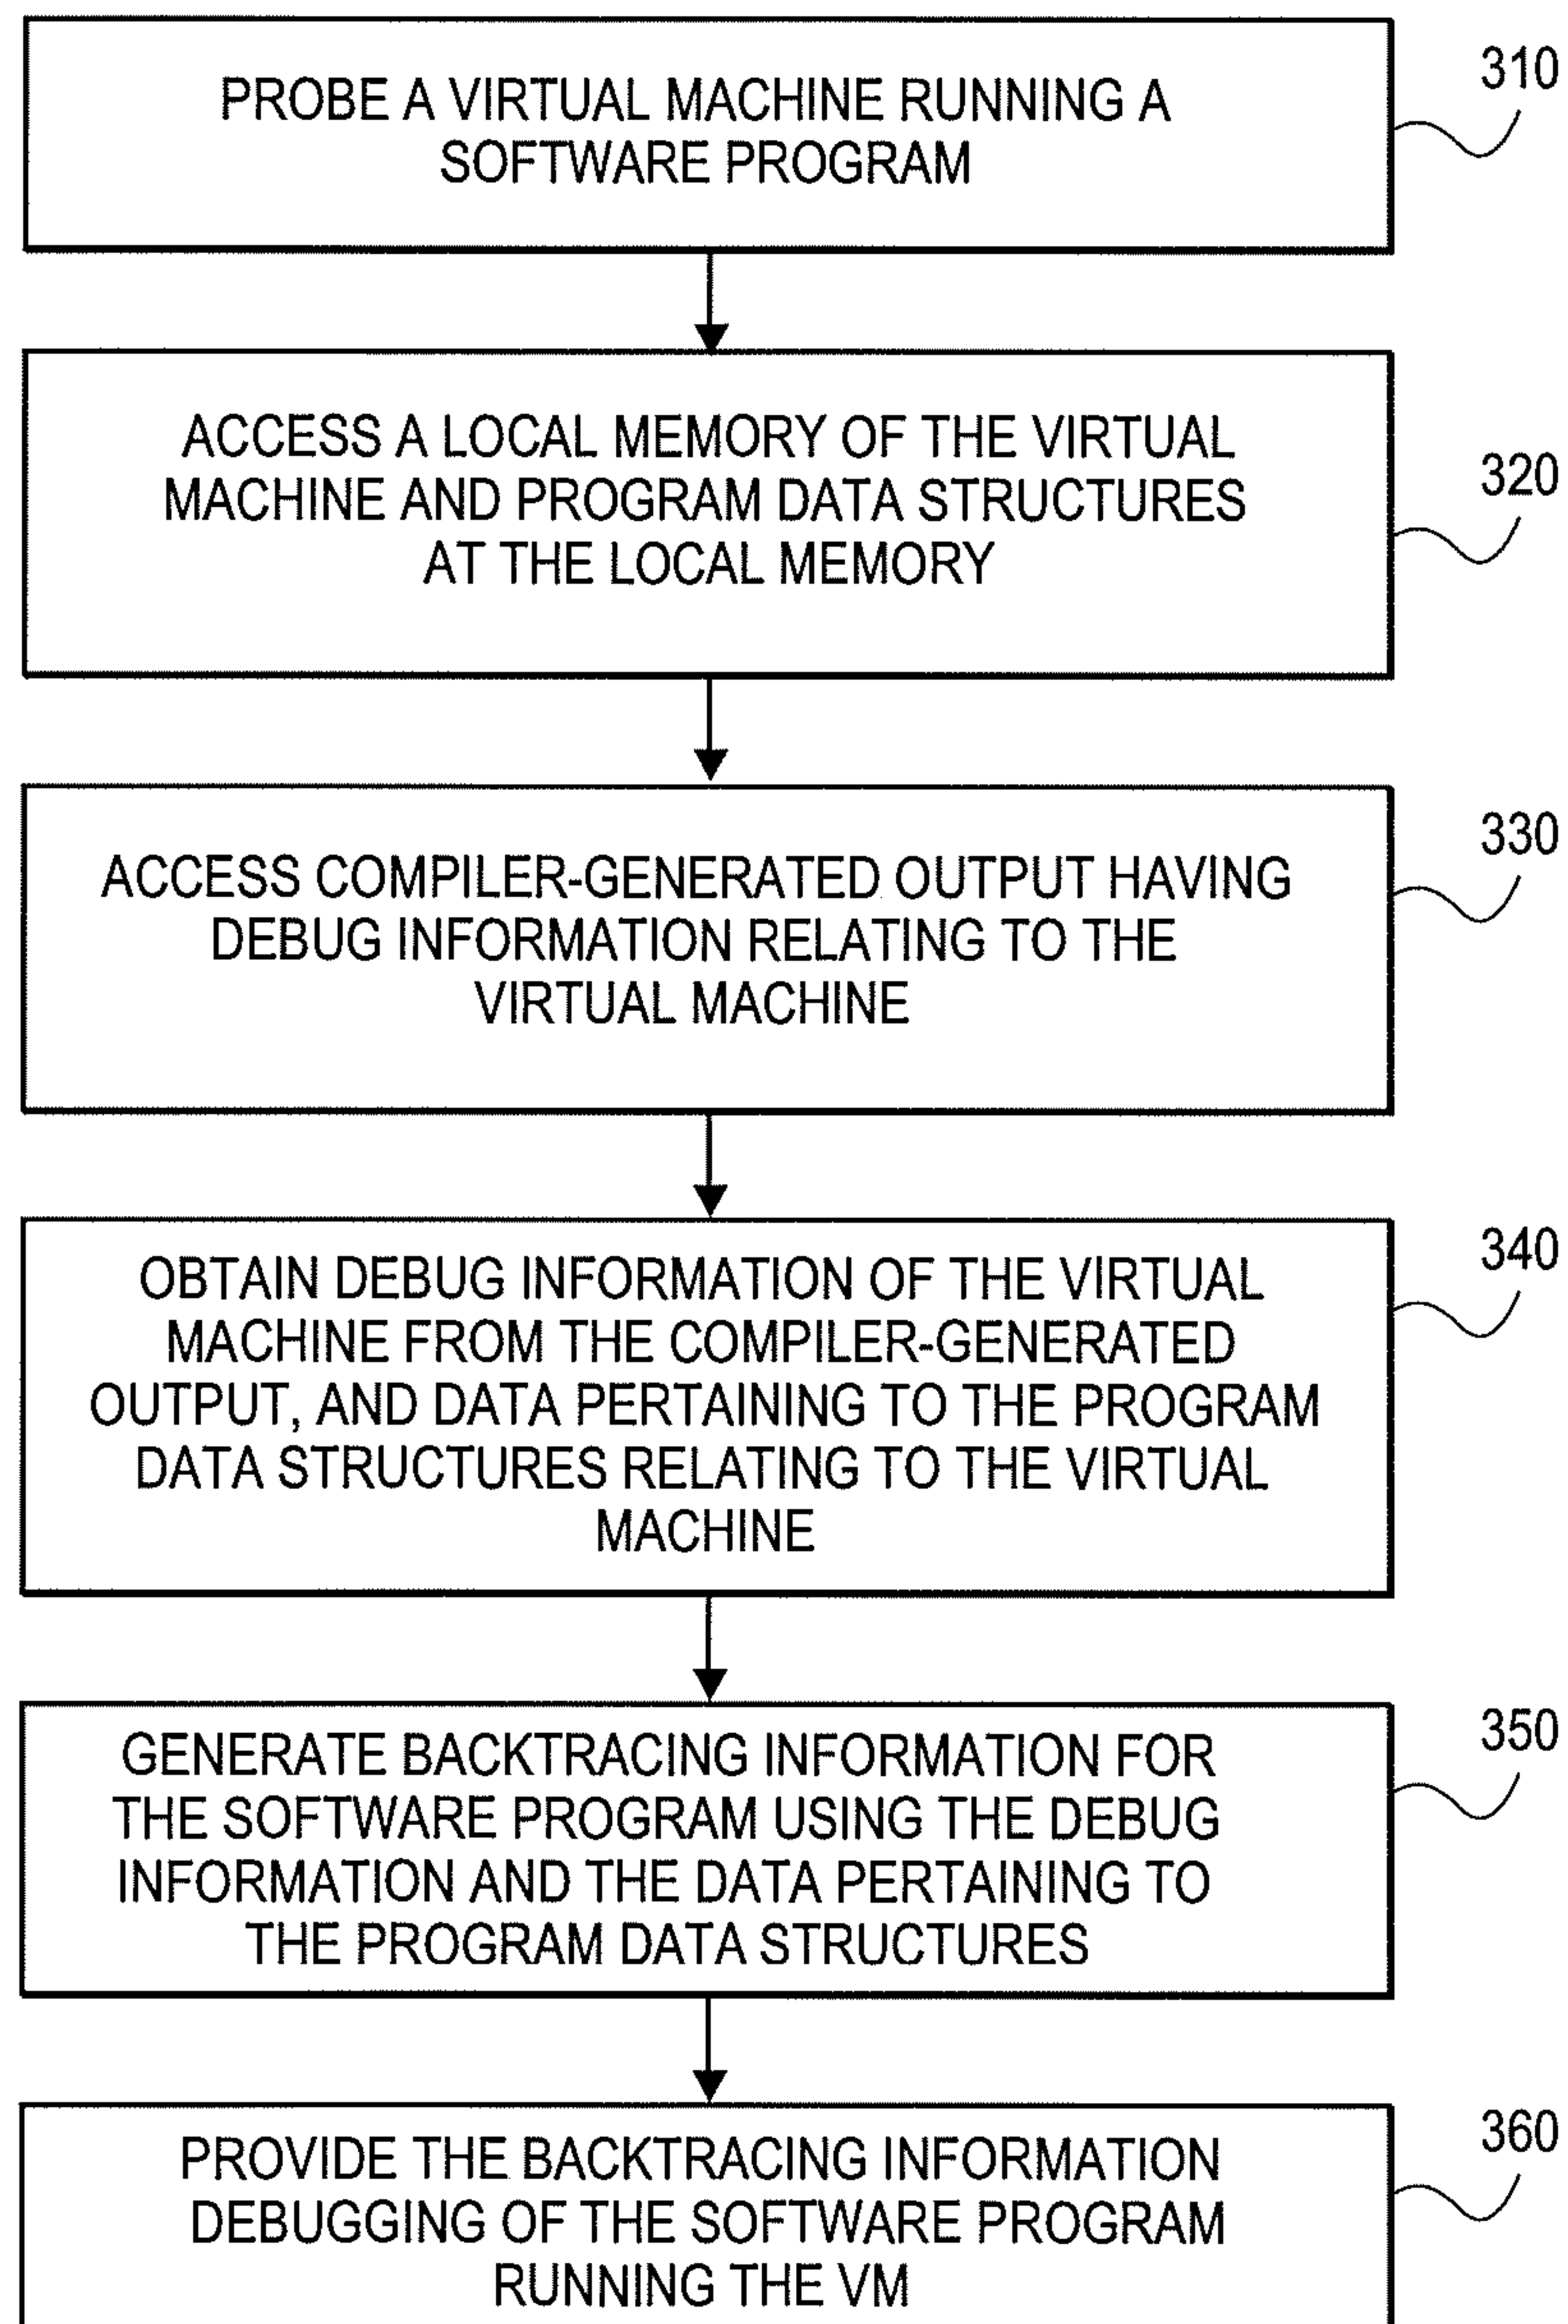 PROBE A VIRTUAL MACHINE RUNNING A
SOFTWARE PROGRAM
310
ACCESS A LOCAL MEMORY OF THE VIRTUAL
MACHINE AND PROGRAM DATA STRUCTURES
AT THE LOCAL MEMORY
320
ACCESS COMPILER-GENERATED OUTPUT HAVING
DEBUG INFORMATION RELATING TO THE
VIRTUAL MACHINE
330
OBTAIN DEBUG INFORMATION OF THE VIRTUAL
MACHINE FROM THE COMPILER-GENERATED
OUTPUT, AND DATA PERTAINING TO THE PROGRAM
DATA STRUCTURES RELATING TO THE VIRTUAL
MACHINE
340
GENERATE BACKTRACING INFORMATION FOR
THE SOFTWARE PROGRAM USING THE DEBUG
INFORMATION AND THE DATA PERTAINING TO
THE PROGRAM DATA STRUCTURES
350
PROVIDE THE BACKTRACING INFORMATION
DEBUGGING OF THE SOFTWARE PROGRAM
RUNNING THE VM
360